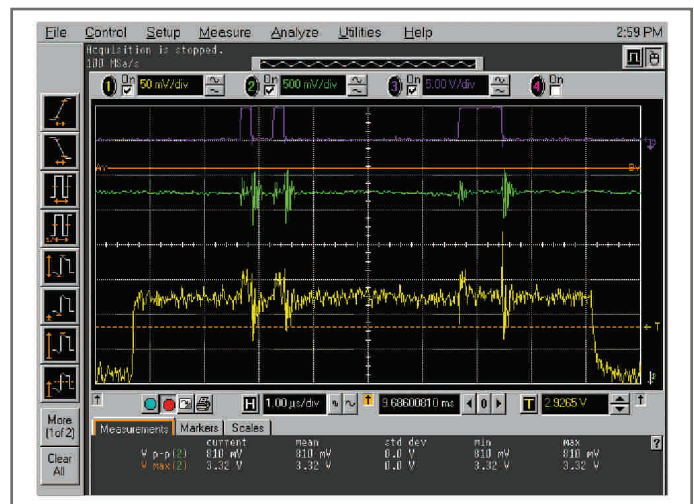 File Control Setup Measure Analyze Utilities Help 2:59 PM
Acquisition is stopped.
100 MSa/s
1 On 50 mV/div 2 On 500 mV/div 3 On 5.00 V/div 4 On
T
More
(1of 2)
Clear
All
H 1.00 µs/div 9.68600810 ms 0 T 2.9265 V
Measurements Markers Scales
current mean std dev min max
V p-p(2) 810 mV 810 mV 0.0 V 810 mV 810 mV
V max(2) 3.32 V 3.32 V 0.0 V 3.32 V 3.32 V
?